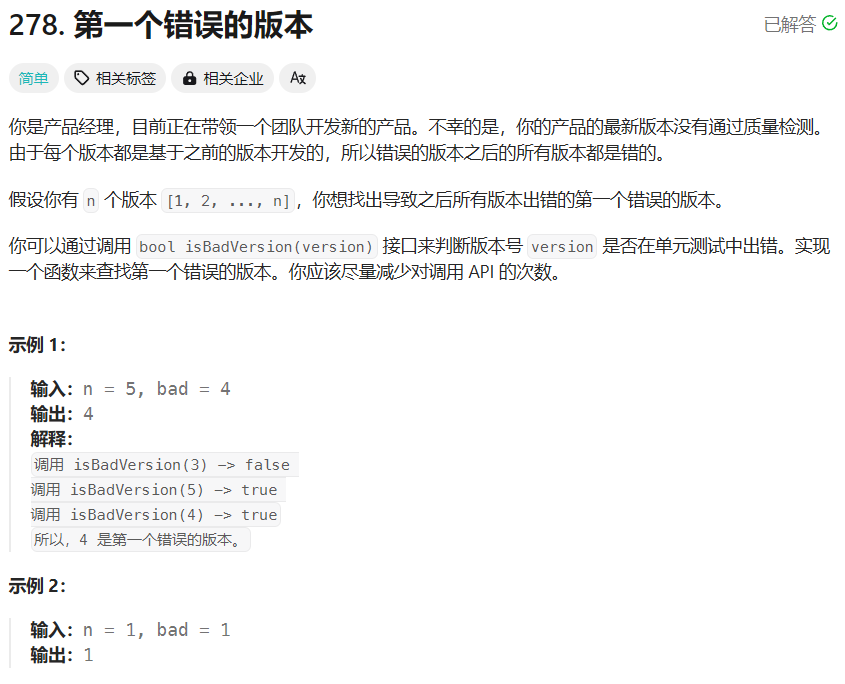 278. 第一个错误的版本
已解答
简单 相关标签 相关企业 Aあ
你是产品经理，目前正在带领一个团队开发新的产品。不幸的是，你的产品的最新版本没有通过质量检测。
由于每个版本都是基于之前的版本开发的，所以错误的版本之后的所有版本都是错的。
假设你有 n 个版本 [1, 2, ..., n]，你想找出导致之后所有版本出错的第一个错误的版本。
你可以通过调用 bool isBadVersion(version) 接口来判断版本号 version 是否在单元测试中出错。实现
一个函数来查找第一个错误的版本。你应该尽量减少对调用 API 的次数。
示例 1：
输入：n = 5, bad = 4
输出：4
解释：
调用 isBadVersion(3) -> false
调用 isBadVersion(5) -> true
调用 isBadVersion(4) -> true
所以，4 是第一个错误的版本。
示例 2：
输入：n = 1, bad = 1
输出：1